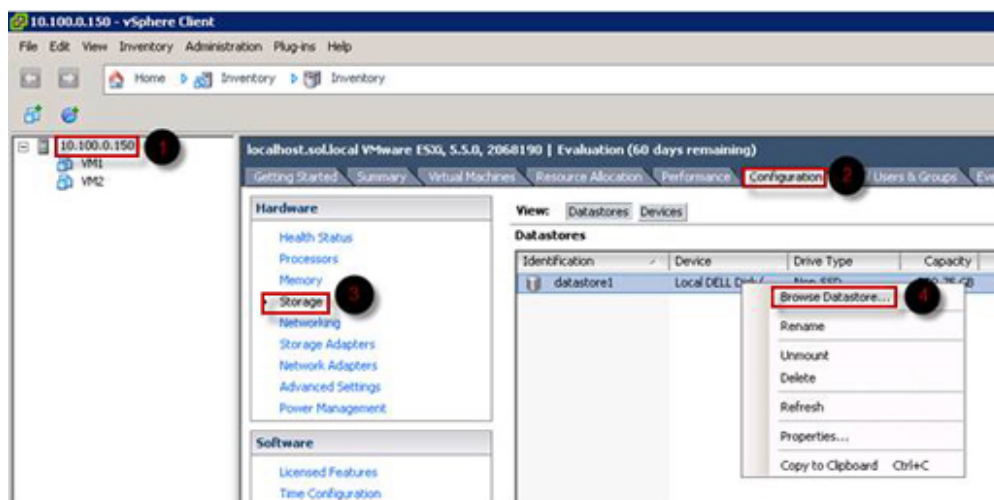 10.100.0.150 - vSphere Client
File Edit View Inventory Administration Plug-ins Help
Home Inventory Inventory
10.100.0.150 1
VM1
VM2
localhost.sol.local VMware ESXi, 5.5.0, 2068190 | Evaluation (60 days remaining)
Getting Started Summary Virtual Machines Resource Allocation Performance Configuration 2 Users & Groups
Hardware
Health Status
Processors
Memory
Storage 3
Networking
Storage Adapters
Network Adapters
Advanced Settings
Power Management
Software
Licensed Features
Time Configuration
View: Datastores Devices
Datastores
Identification Device Drive Type Capacity
datastore1 Local DELL Disk ( Non-SSD GB
Browse Datastore... 4
Rename
Unmount
Delete
Refresh
Properties...
Copy to Clipboard Ctrl+C